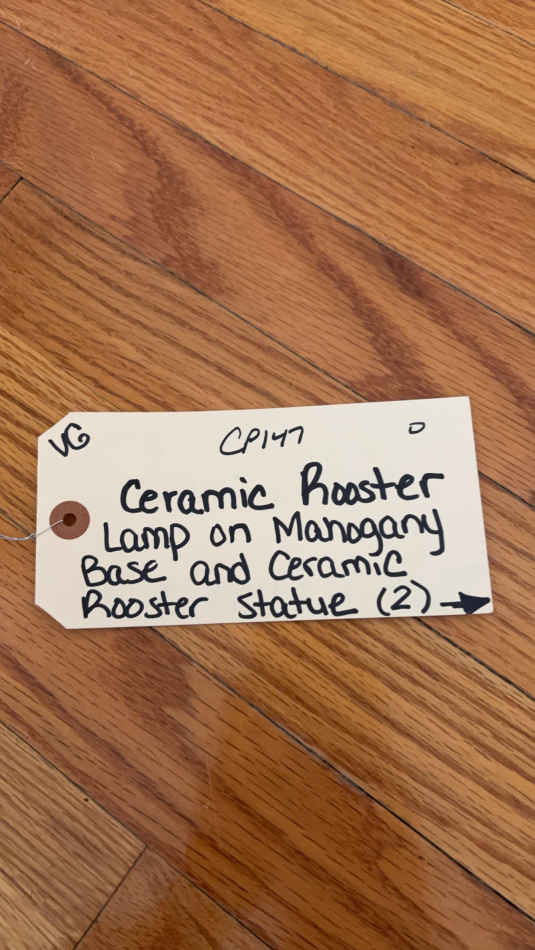 VG
CP147 D
Ceramic Rooster
Lamp on Mahogany
Base and Ceramic
Rooster Statue (2) →